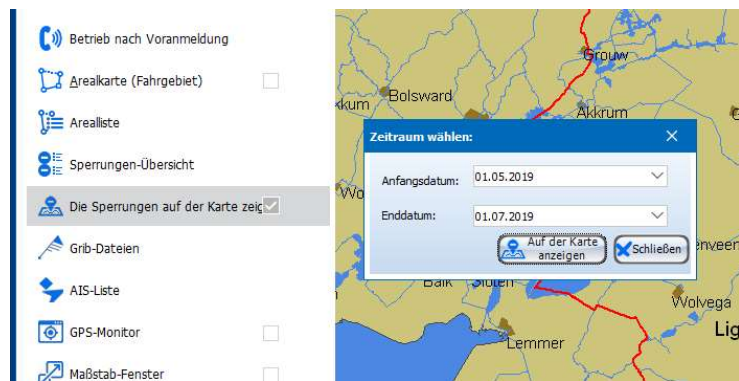 Betrieb nach Voranmeldung
Arealkarte (Fahrgebiet)
Arealliste
Sperrungen-Übersicht
Die Sperrungen auf der Karte zeig
Grib-Dateien
AIS-Liste
GPS-Monitor
Maßstab-Fenster
Grouw
Bolsward
kum
Akkrum
Zeitraum wählen:
Anfangsdatum:
01.05.2019
Wo
Enddatum:
01.07.2019
Auf der Karte
anzeigen
Schließen
enveen
Balk
Sloten
Wolvega
Lig
Lemmer